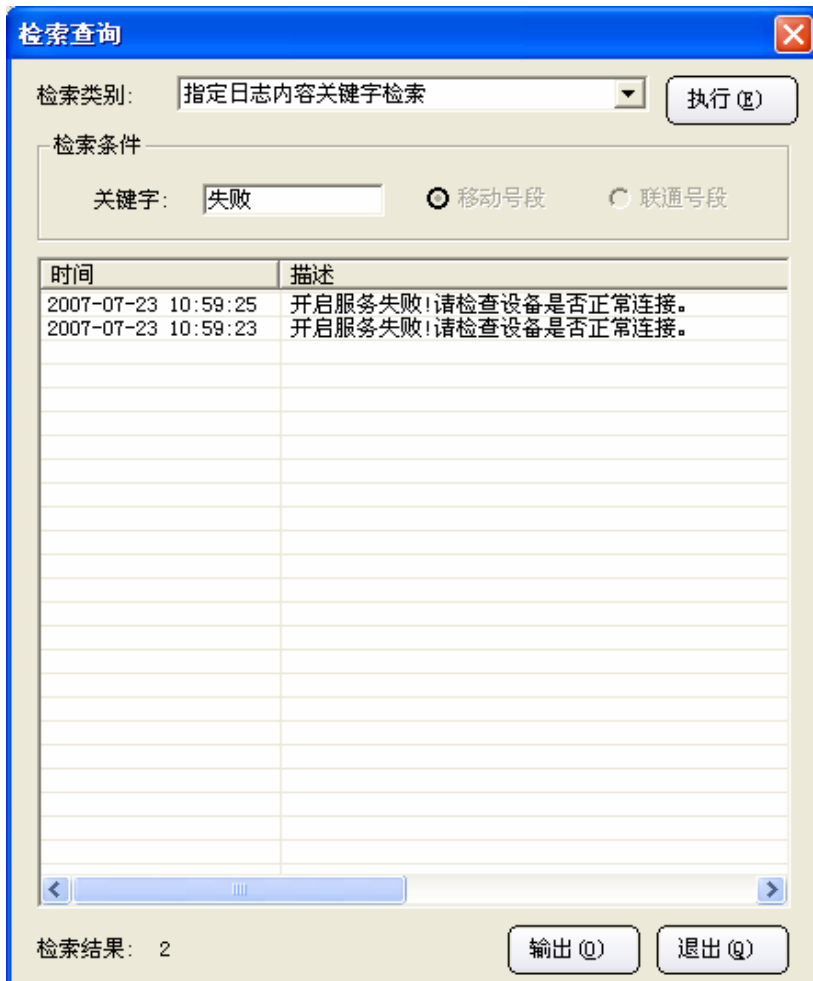 检索查询
检索类别: 指定日志内容关键字检索 执行(E)
检索条件
关键字: 失败 移动号段 联通号段
时间 描述
2007-07-23 10:59:25 开启服务失败!请检查设备是否正常连接。
2007-07-23 10:59:23 开启服务失败!请检查设备是否正常连接。
检索结果: 2 输出(O) 退出(Q)